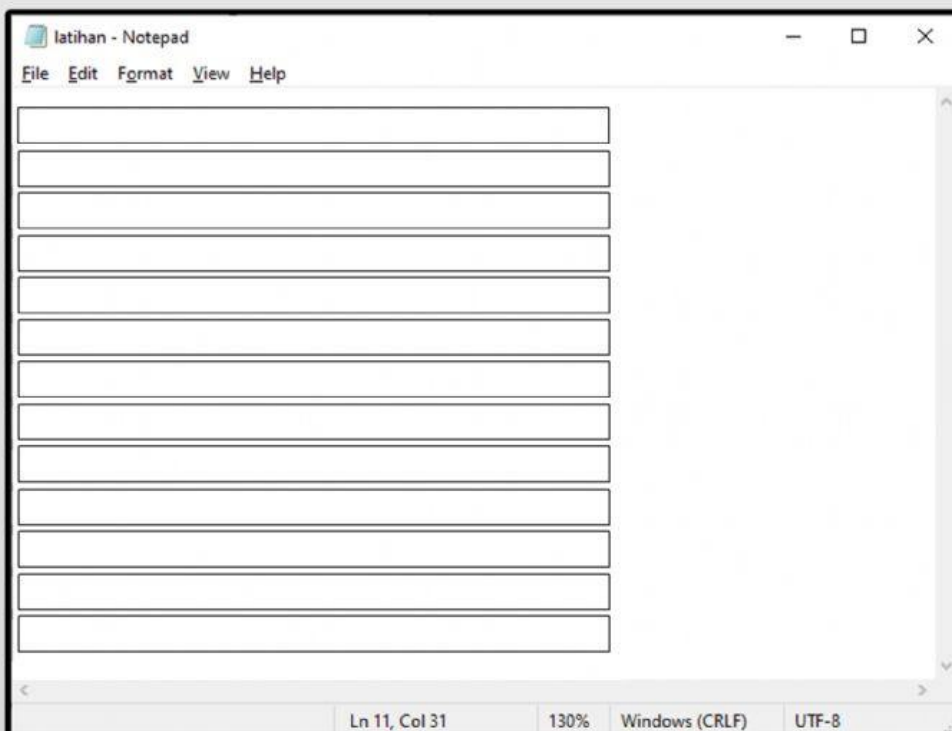 latihan - Notepad
File Edit Format View Help
Ln 11, Col 31 130% Windows (CRLF) UTF-8